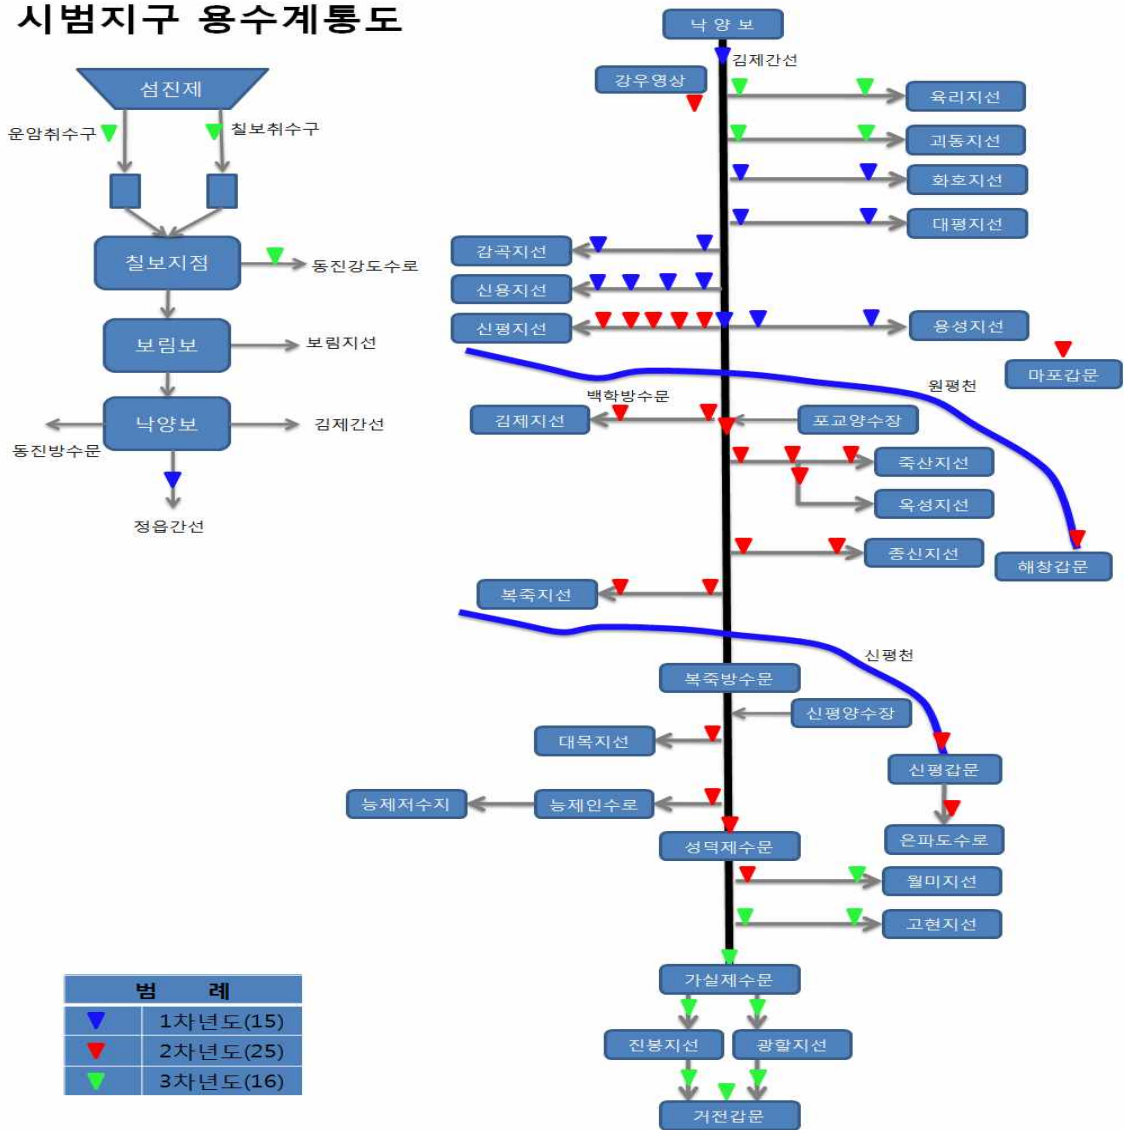 시범지구 용수계통도
섬진제
운암취수구
칠보취수구
칠보지점
동진강도수로
보림보
보림지선
낙양보
동진방수문
김제간선
정읍간선
낙양보
김제간선
강우영상
육리지선
괴동지선
화호지선
대평지선
감곡지선
신용지선
신평지선
용성지선
마포갑문
원평천
백학방수문
김제지선
포교양수장
죽산지선
옥성지선
종신지선
해창갑문
복죽지선
신평천
복죽방수문
신평양수장
대목지선
신평갑문
능제저수지
능제인수로
은파도수로
성덕제수문
월미지선
고현지선
가실제수문
진봉지선
광할지선
거전갑문
범 례
1차년도(15)
2차년도(25)
3차년도(16)